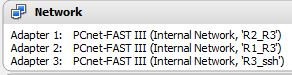 Network
Adapter 1: PCnet-FAST III (Internal Network, 'R2_R3')
Adapter 2: PCnet-FAST III (Internal Network, 'R1_R3')
Adapter 3: PCnet-FAST III (Internal Network, 'R3_ssh')